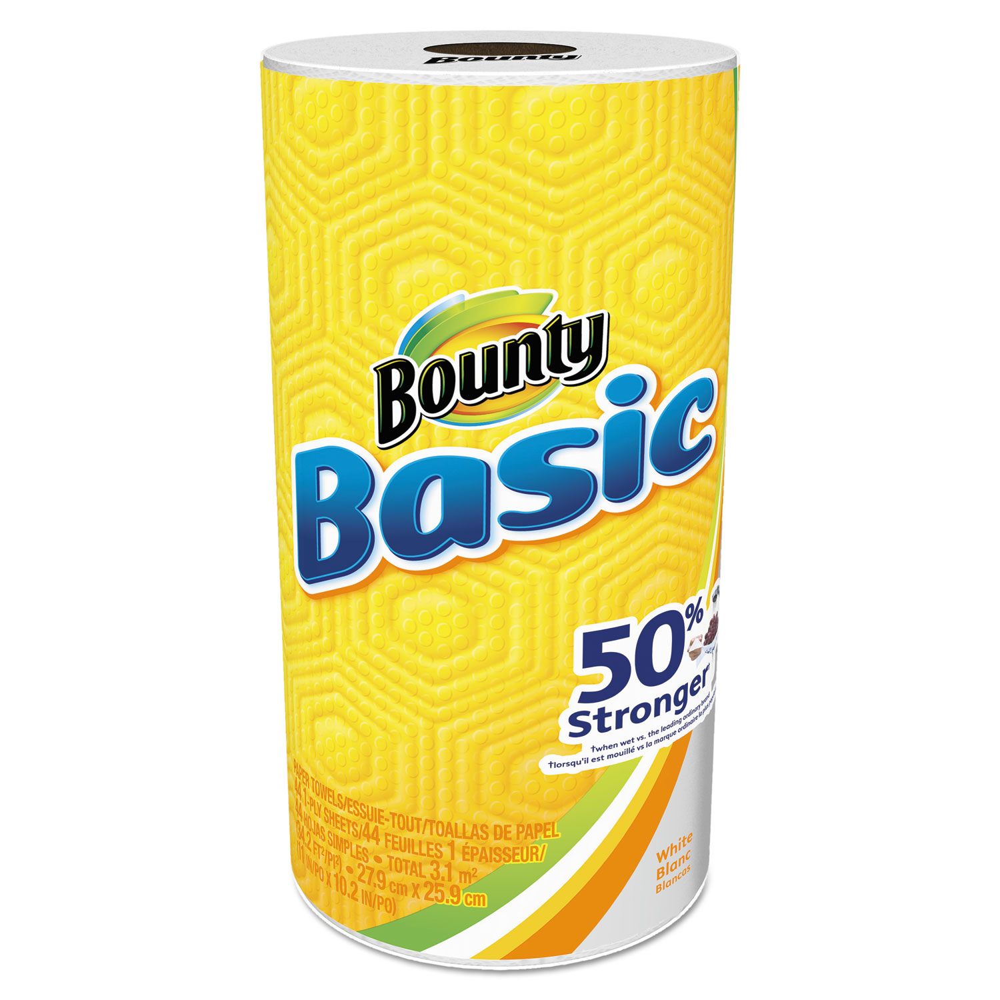 Bounty
Bounty
Basic
50%
Stronger†
†when wet vs. the leading ordinary brand
†lorsqu'il est mouillé vs la marque ordinaire la plus
PAPER TOWELS/ESSUIE-TOUT/TOALLAS DE PAPEL
44 1-PLY SHEETS/44 FEUILLES 1 ÉPAISSEUR/
44 HOJAS SIMPLES • TOTAL 3.1 m²
(34.2 FT²/PI²) • 27.9 cm X 25.9 cm
(11 IN/PO X 10.2 IN/PO)
White
Blanc
Blancas